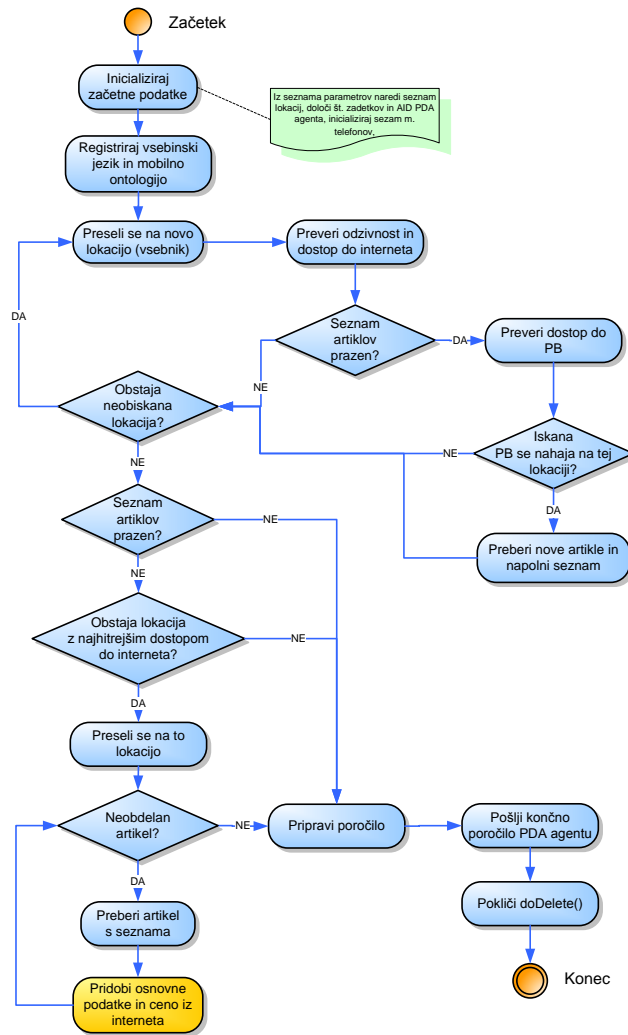 Začetek
Inicializiraj
začetne podatke
Iz seznama parametrov naredi seznam
lokacij, določi št. zadetkov in AID PDA
agenta, inicializiraj sezam m.
telefonov,
Registriraj vsebinski
jezik in mobilno
ontologijo
Preseli se na novo
lokacijo (vsebnik)
Preveri odzivnost in
dostop do interneta
DA
Seznam
artiklov
prazen?
DA
Preveri dostop do
PB
NE
Obstaja
neobiskana
lokacija?
Iskana
PB se nahaja na tej
lokaciji?
NE
NE
DA
Seznam
artiklov
prazen?
NE
Preberi nove artikle in
napolni seznam
NE
Obstaja lokacija
z najhitrejšim dostopom
do interneta?
NE
DA
Preseli se na to
lokacijo
Neobdelan
artikel?
NE
Pripravi poročilo
Pošlji končno
poročilo PDA agentu
DA
Preberi artikel
s seznama
Pokliči doDelete()
Pridobi osnovne
podatke in ceno iz
interneta
Konec